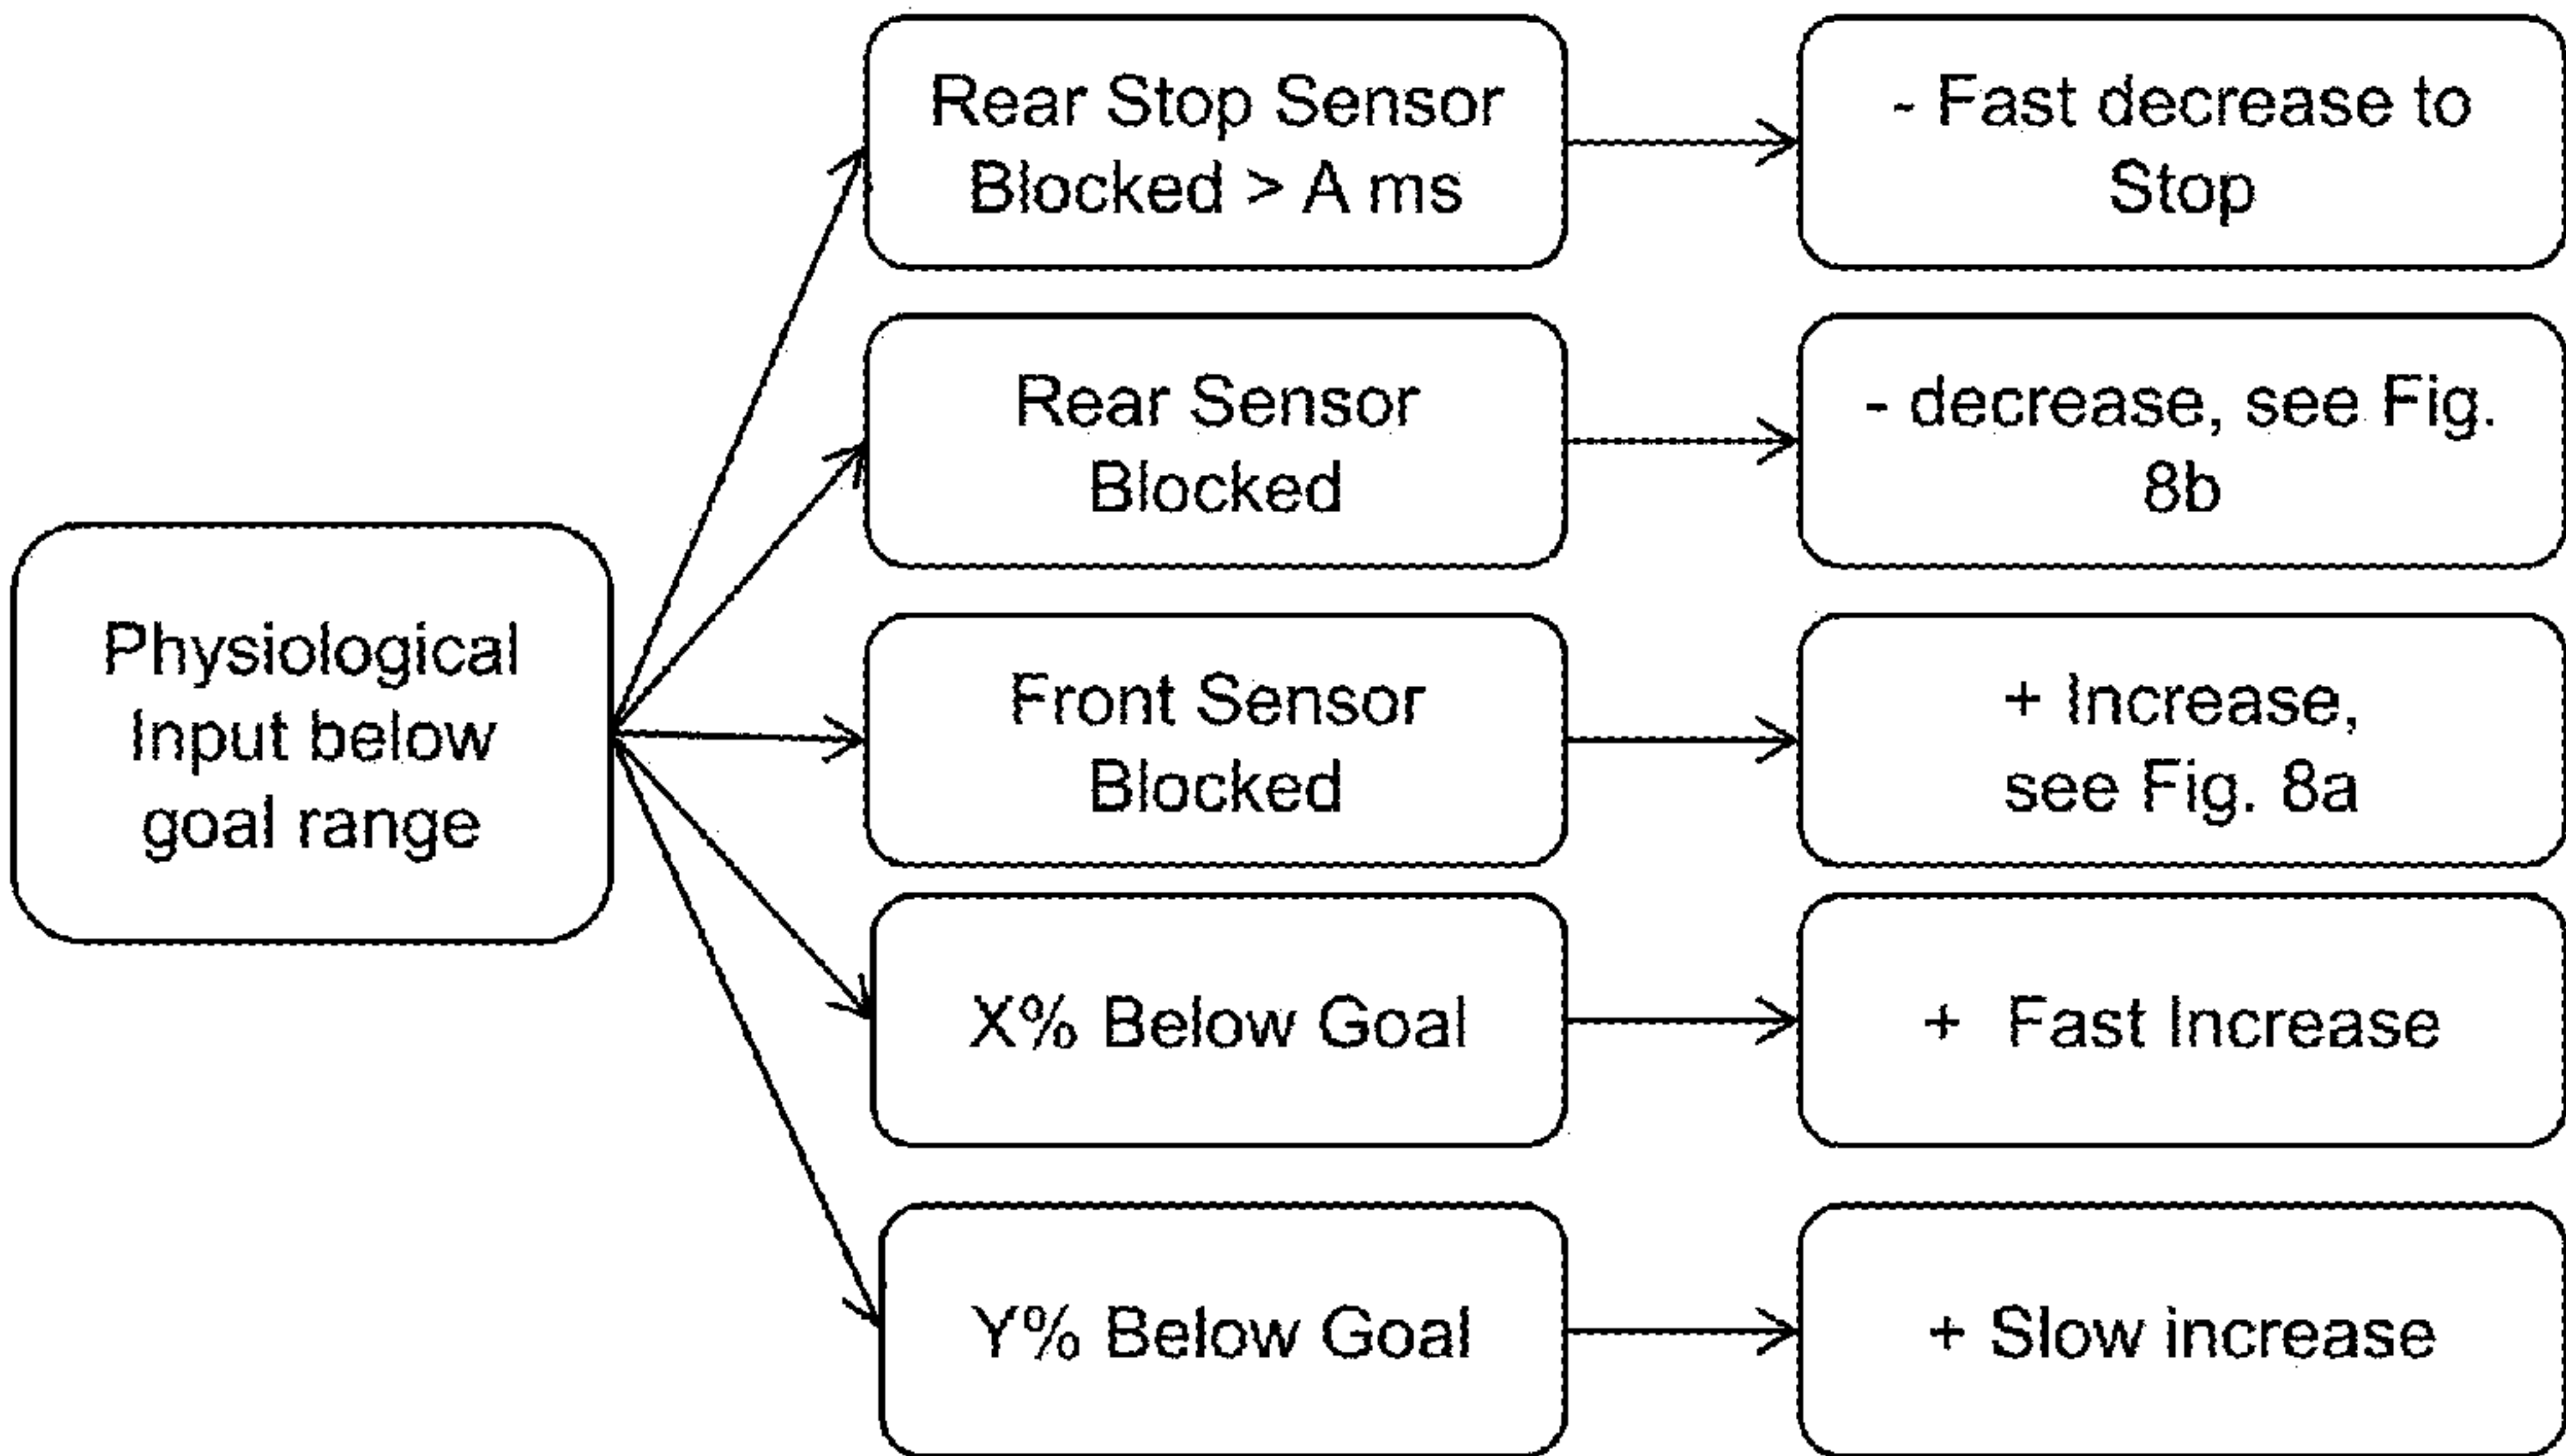 Physiological
Input below
goal range
Rear Stop Sensor
Blocked > A ms
- Fast decrease to
Stop
Rear Sensor
Blocked
- decrease, see Fig.
8b
Front Sensor
Blocked
+ Increase,
see Fig. 8a
X% Below Goal
+ Fast Increase
Y% Below Goal
+ Slow increase